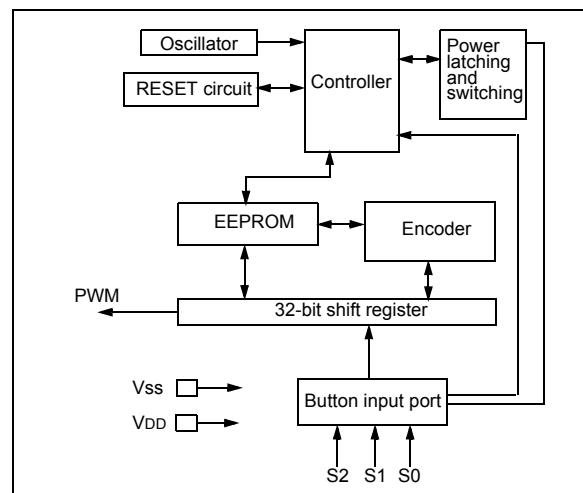 Oscillator
RESET circuit
Controller
Power
latching
and
switching
EEPROM
Encoder
PWM
32-bit shift register
Vss
VDD
Button input port
S2 S1 S0